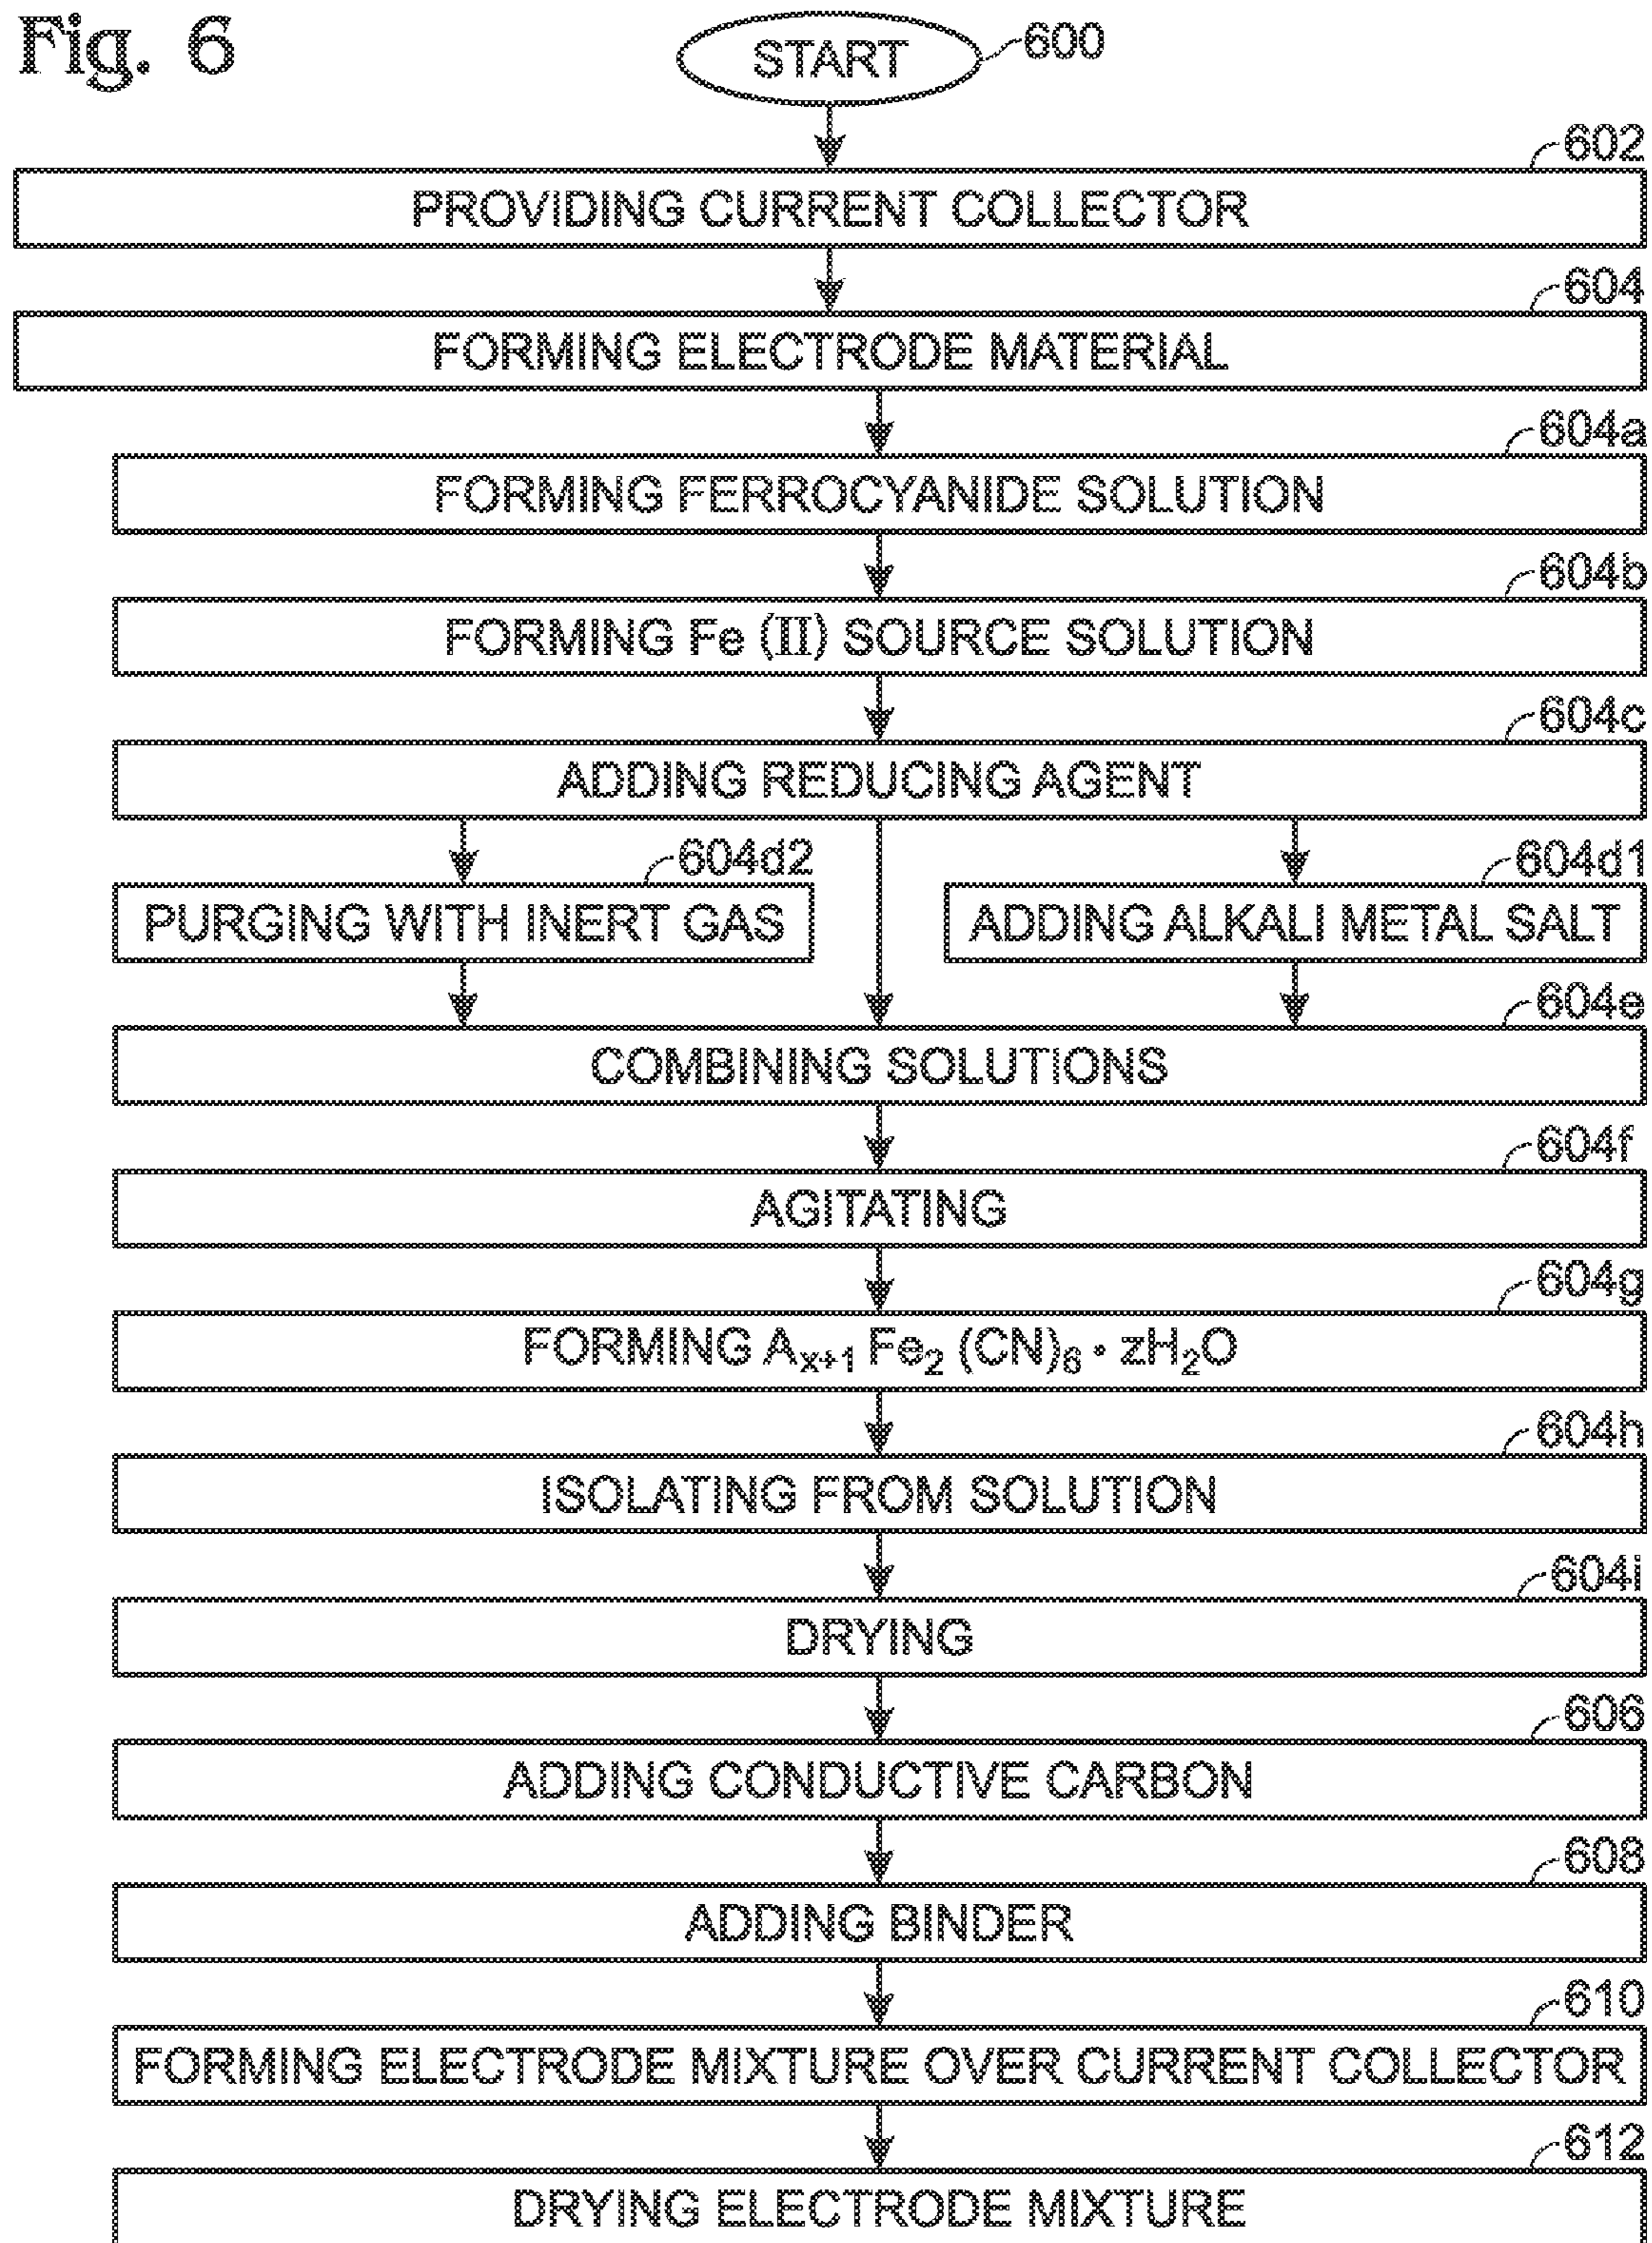 Fig. 6
START
600
602
PROVIDING CURRENT COLLECTOR
604
FORMING ELECTRODE MATERIAL
604a
FORMING FERROCYANIDE SOLUTION
604b
FORMING Fe (II) SOURCE SOLUTION
604c
ADDING REDUCING AGENT
604d2
PURGING WITH INERT GAS
604d1
ADDING ALKALI METAL SALT
604e
COMBINING SOLUTIONS
604f
AGITATING
604g
FORMING Aₓ₊₁ Fe₂ (CN)₆ • zH₂O
604h
ISOLATING FROM SOLUTION
604i
DRYING
606
ADDING CONDUCTIVE CARBON
608
ADDING BINDER
610
FORMING ELECTRODE MIXTURE OVER CURRENT COLLECTOR
612
DRYING ELECTRODE MIXTURE